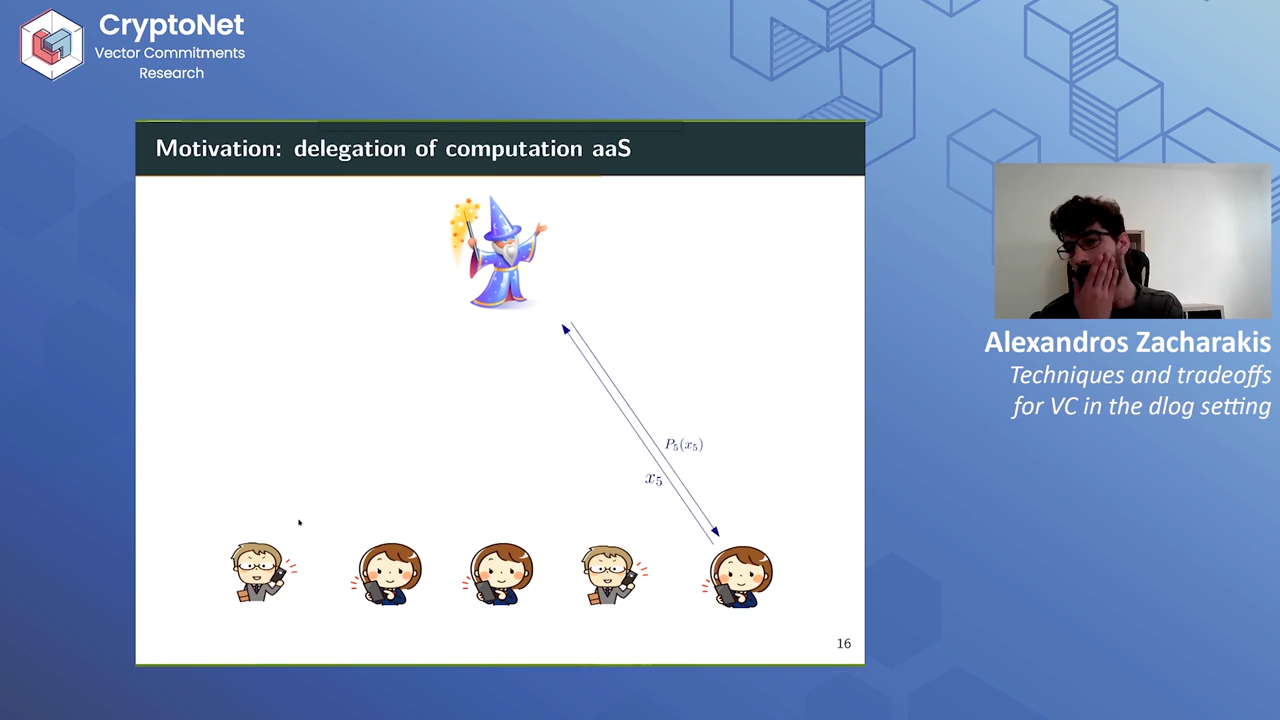 CryptoNet
Vector Commitments
Research
Motivation: delegation of computation aaS
P₅(x₅)
x₅
16
Alexandros Zacharakis
Techniques and tradeoffs
for VC in the dlog setting